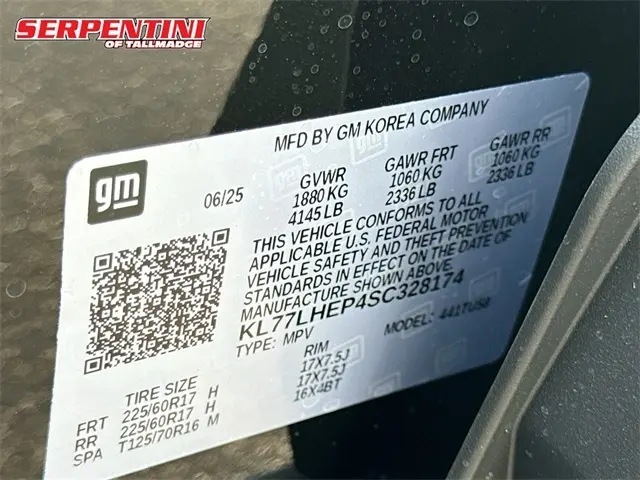 SERPENTINI
OF TALLMADGE
MFD BY GM KOREA COMPANY
gm
06/25
GVWR
1880 KG
4145 LB
GAWR FRT
1060 KG
2336 LB
GAWR RR
1060 KG
2336 LB
THIS VEHICLE CONFORMS TO ALL
APPLICABLE U.S. FEDERAL MOTOR
VEHICLE SAFETY AND THEFT PREVENTION
STANDARDS IN EFFECT ON THE DATE OF
MANUFACTURE SHOWN ABOVE.
KL77LHEP4SC328174
TYPE: MPV MODEL: 441TU58
TIRE SIZE RIM
FRT 225/60R17 H 17X7.5J
RR 225/60R17 H 17X7.5J
SPA T125/70R16 M 16X4BT